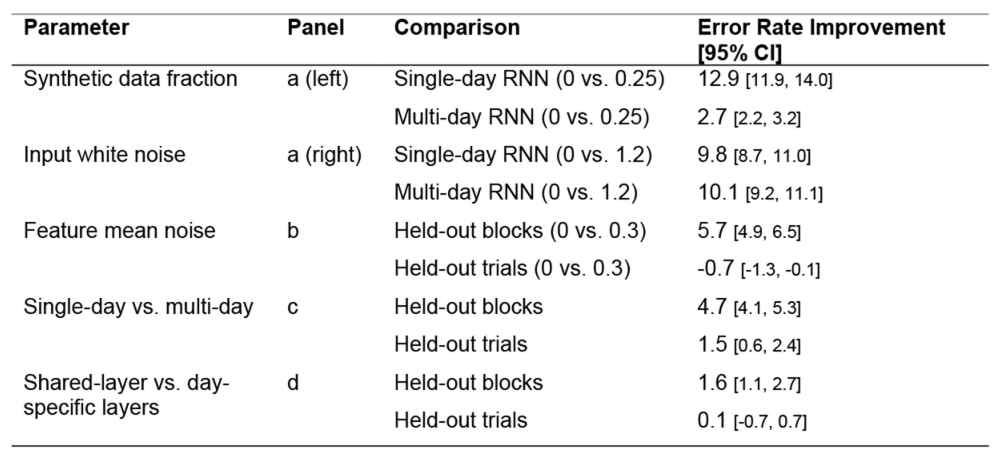 Parameter Panel Comparison Error Rate Improvement
[95% CI]
Synthetic data fraction a (left) Single-day RNN (0 vs. 0.25) 12.9 [11.9, 14.0]
Multi-day RNN (0 vs. 0.25) 2.7 [2.2, 3.2]
Input white noise a (right) Single-day RNN (0 vs. 1.2) 9.8 [8.7, 11.0]
Multi-day RNN (0 vs. 1.2) 10.1 [9.2, 11.1]
Feature mean noise b Held-out blocks (0 vs. 0.3) 5.7 [4.9, 6.5]
Held-out trials (0 vs. 0.3) -0.7 [-1.3, -0.1]
Single-day vs. multi-day c Held-out blocks 4.7 [4.1, 5.3]
Held-out trials 1.5 [0.6, 2.4]
Shared-layer vs. day- d Held-out blocks 1.6 [1.1, 2.7]
specific layers Held-out trials 0.1 [-0.7, 0.7]